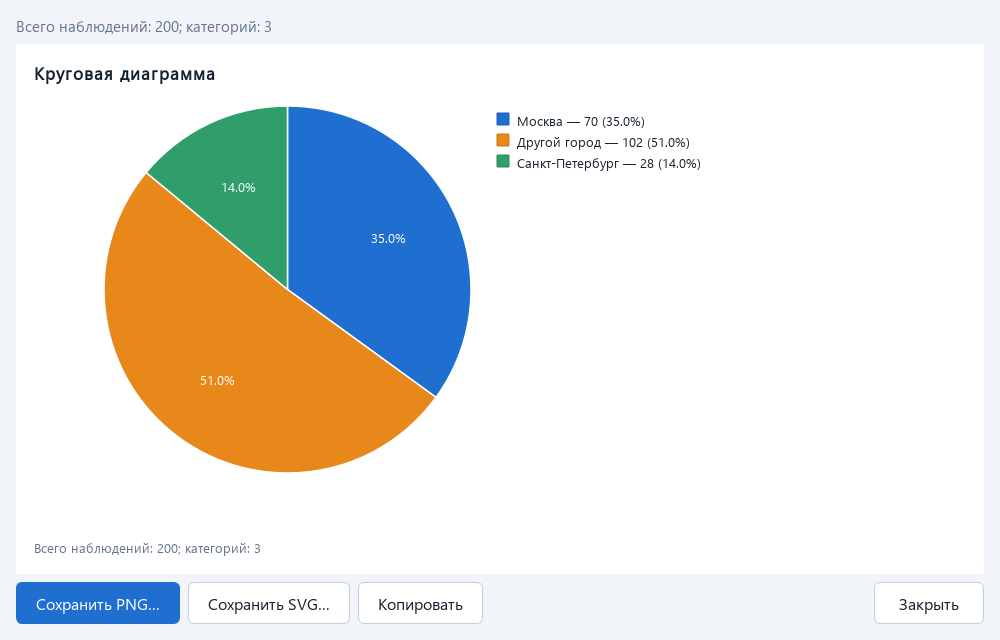 Всего наблюдений: 200; категорий: 3
Круговая диаграмма
Москва — 70 (35.0%)
Другой город — 102 (51.0%)
Санкт-Петербург — 28 (14.0%)
14.0%
35.0%
51.0%
Всего наблюдений: 200; категорий: 3
Сохранить PNG... Сохранить SVG... Копировать Закрыть